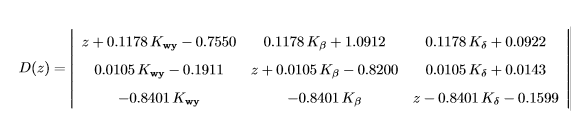 z + 0.1178 K_wy − 0.7550 0.1178 K_β + 1.0912 0.1178 K_δ + 0.0922
D(z) = 0.0105 K_wy − 0.1911 z + 0.0105 K_β − 0.8200 0.0105 K_δ + 0.0143
−0.8401 K_wy −0.8401 K_β z − 0.8401 K_δ − 0.1599